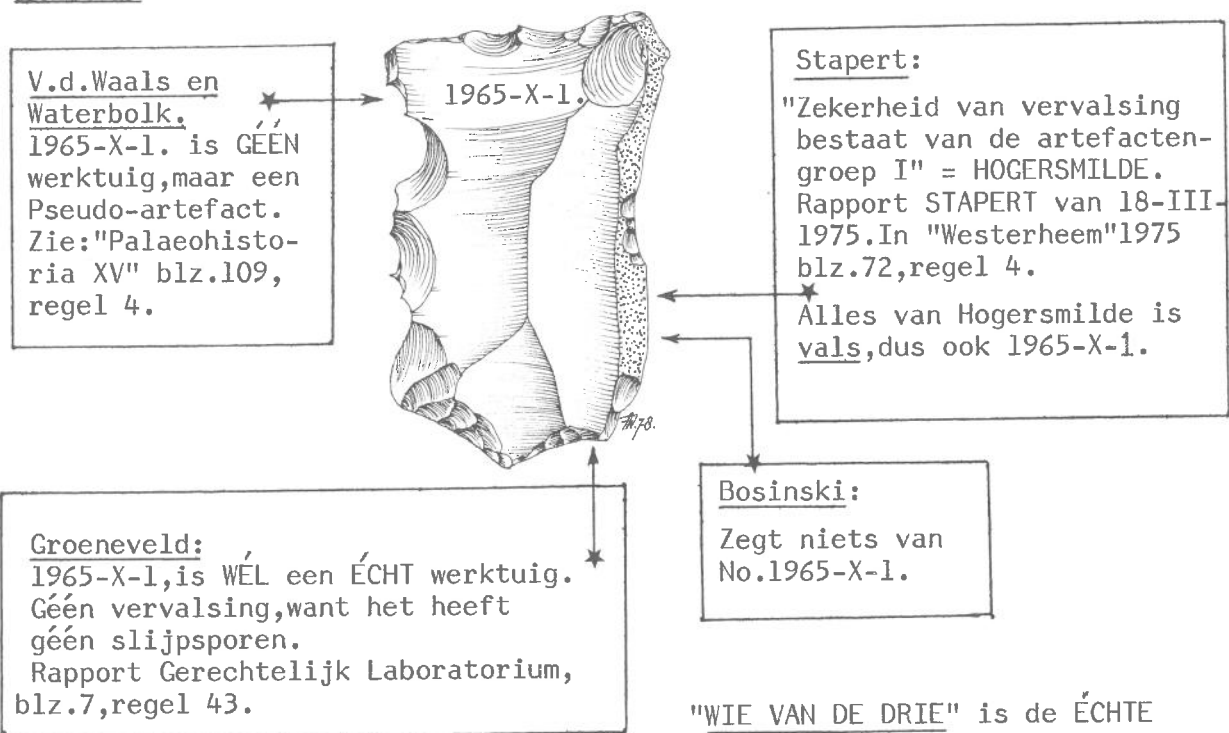 V.d.Waals en
Waterbolk.
1965-X-1. is GÉÉN
werktuig,maar een
Pseudo-artefact.
Zie:"Palaeohisto-
ria XV" blz.109,
regel 4.
1965-X-1.
Stapert:
"Zekerheid van vervalsing
bestaat van de artefacten-
groep I" = HOGERSMILDE.
Rapport STAPERT van 18-III-
1975.In "Westerheem"1975
blz.72,regel 4.
Alles van Hogersmilde is
vals,dus ook 1965-X-1.
Groeneveld:
1965-X-1,is WÉL een ÉCHT werktuig.
Géén vervalsing,want het heeft
géén slijpsporen.
Rapport Gerechtelijk Laboratorium,
blz.7,regel 43.
Bosinski:
Zegt niets van
No.1965-X-1.
"WIE VAN DE DRIE" is de ÉCHTE